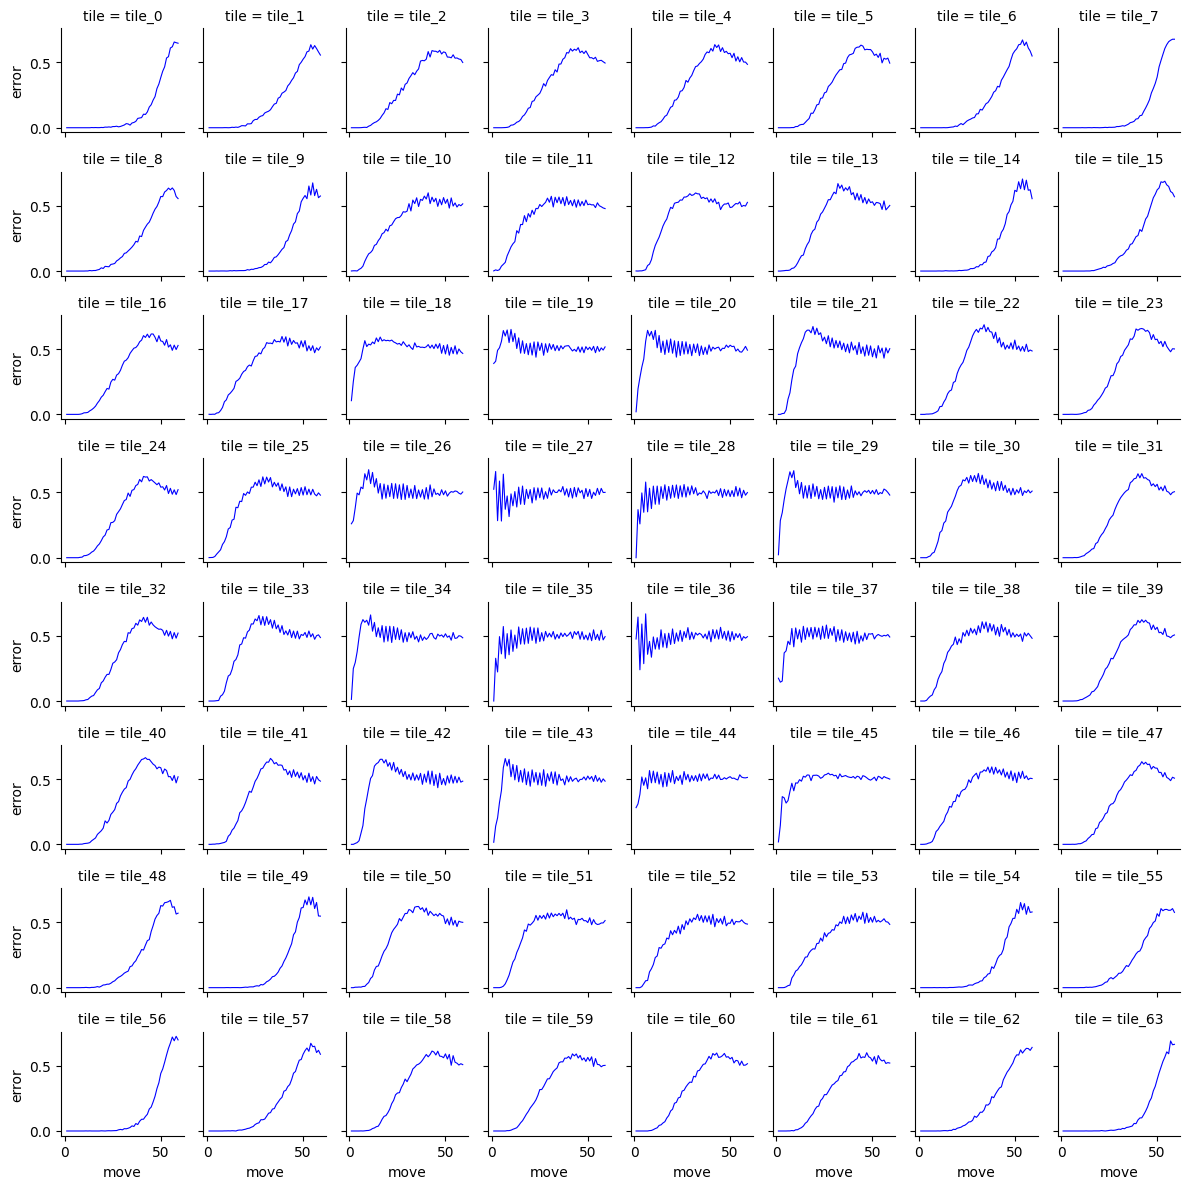 tile = tile_0 tile = tile_1 tile = tile_2 tile = tile_3 tile = tile_4 tile = tile_5 tile = tile_6 tile = tile_7
error
0.5
0.0
tile = tile_8 tile = tile_9 tile = tile_10 tile = tile_11 tile = tile_12 tile = tile_13 tile = tile_14 tile = tile_15
error
0.5
0.0
tile = tile_16 tile = tile_17 tile = tile_18 tile = tile_19 tile = tile_20 tile = tile_21 tile = tile_22 tile = tile_23
error
0.5
0.0
tile = tile_24 tile = tile_25 tile = tile_26 tile = tile_27 tile = tile_28 tile = tile_29 tile = tile_30 tile = tile_31
error
0.5
0.0
tile = tile_32 tile = tile_33 tile = tile_34 tile = tile_35 tile = tile_36 tile = tile_37 tile = tile_38 tile = tile_39
error
0.5
0.0
tile = tile_40 tile = tile_41 tile = tile_42 tile = tile_43 tile = tile_44 tile = tile_45 tile = tile_46 tile = tile_47
error
0.5
0.0
tile = tile_48 tile = tile_49 tile = tile_50 tile = tile_51 tile = tile_52 tile = tile_53 tile = tile_54 tile = tile_55
error
0.5
0.0
tile = tile_56 tile = tile_57 tile = tile_58 tile = tile_59 tile = tile_60 tile = tile_61 tile = tile_62 tile = tile_63
error
0.5
0.0
0 50 0 50 0 50 0 50 0 50 0 50 0 50 0 50
move move move move move move move move